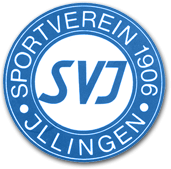 SPORTVEREIN 1906
SVJ
· JLLINGEN ·